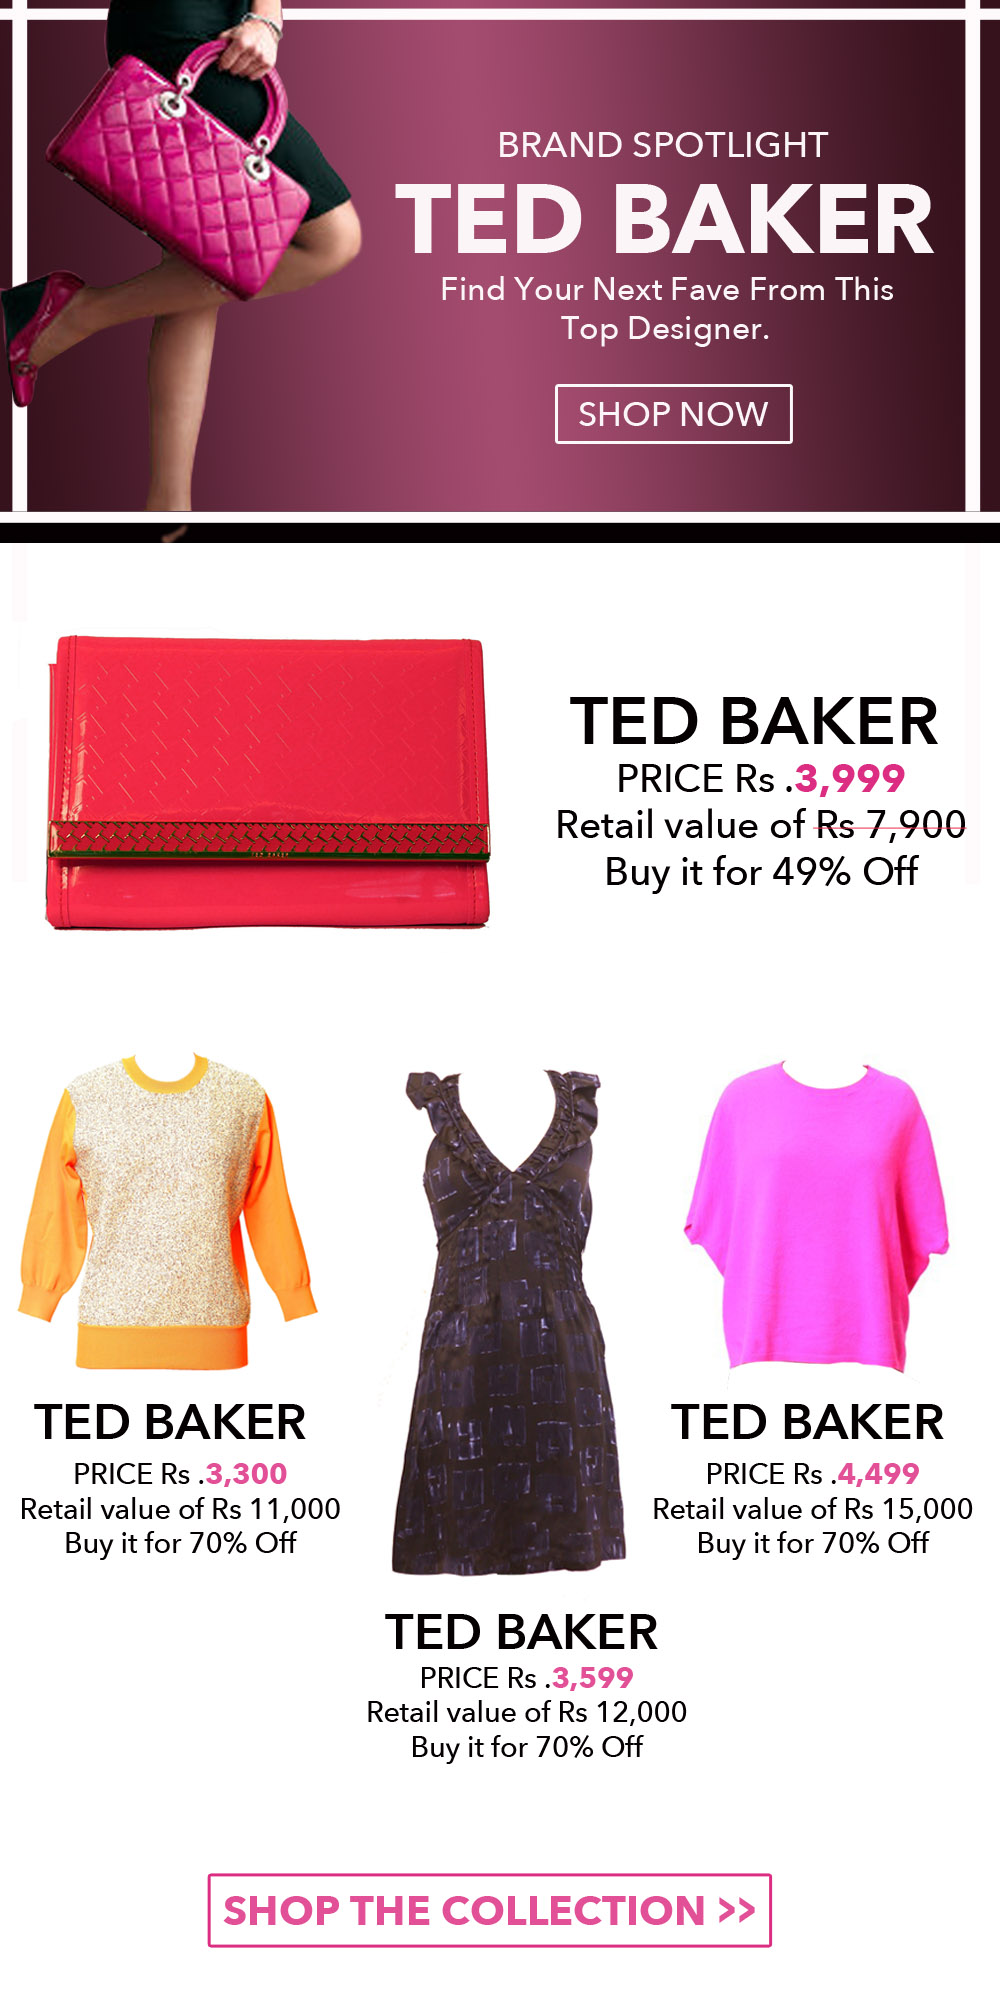 BRAND SPOTLIGHT
TED BAKER
Find Your Next Fave From This
Top Designer.
SHOP NOW
TED BAKER
PRICE Rs .3,999
Retail value of Rs 7,900
Buy it for 49% Off
TED BAKER
PRICE Rs .3,300
Retail value of Rs 11,000
Buy it for 70% Off
TED BAKER
PRICE Rs .4,499
Retail value of Rs 15,000
Buy it for 70% Off
TED BAKER
PRICE Rs .3,599
Retail value of Rs 12,000
Buy it for 70% Off
SHOP THE COLLECTION >>